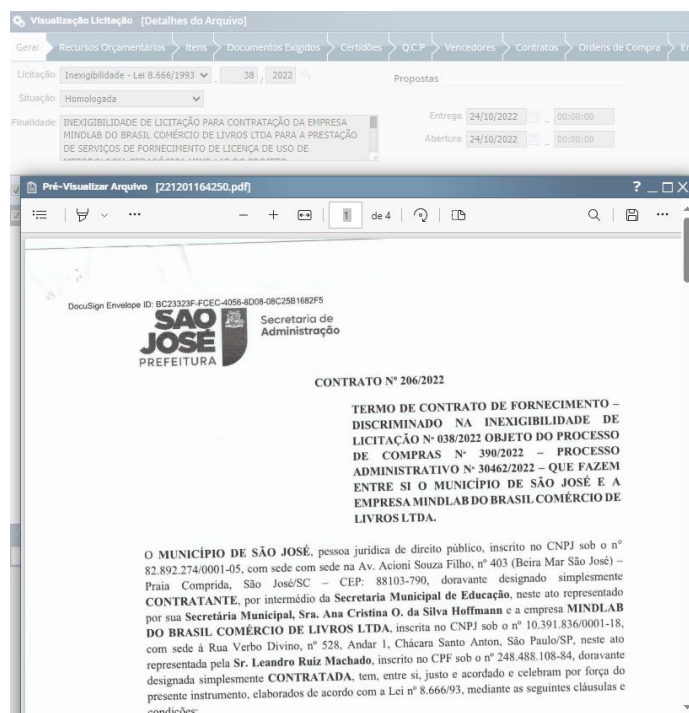 Visualização Licitação [Detalhes do Arquivo]
Geral Recursos Orçamentários Itens Documentos Exigidos Certidões Q.C.P Vencedores Contratos Ordens de Compra
Licitação: Inexigibilidade - Lei 8.666/1993 38 / 2022 Propostas
Situação: Homologada
Finalidade: INEXIGIBILIDADE DE LICITAÇÃO PARA CONTRATAÇÃO DA EMPRESA
MINDLAB DO BRASIL COMÉRCIO DE LIVROS LTDA PARA A PRESTAÇÃO
DE SERVIÇOS DE FORNECIMENTO DE LICENÇA DE USO DE
Entrega: 24/10/2022 00:00:00
Abertura: 24/10/2022 00:00:00
Pré-Visualizar Arquivo [221201164250.pdf]
1 de 4
DocuSign Envelope ID: BC23323F-FCEC-4056-8D08-08C25B1682F5
SÃO
JOSÉ
PREFEITURA
Secretaria de
Administração
CONTRATO Nº 206/2022
TERMO DE CONTRATO DE FORNECIMENTO –
DISCRIMINADO NA INEXIGIBILIDADE DE
LICITAÇÃO Nº 038/2022 OBJETO DO PROCESSO
DE COMPRAS Nº 390/2022 – PROCESSO
ADMINISTRATIVO Nº 30462/2022 – QUE FAZEM
ENTRE SI O MUNICÍPIO DE SÃO JOSÉ E A
EMPRESA MINDLAB DO BRASIL COMÉRCIO DE
LIVROS LTDA.
O MUNICÍPIO DE SÃO JOSÉ, pessoa jurídica de direito público, inscrito no CNPJ sob o nº
82.892.274/0001-05, com sede com sede na Av. Acioni Souza Filho, nº 403 (Beira Mar São José) –
Praia Comprida, São José/SC – CEP: 88103-790, doravante designado simplesmente
CONTRATANTE, por intermédio da Secretaria Municipal de Educação, neste ato representado
por sua Secretária Municipal, Sra. Ana Cristina O. da Silva Hoffmann e a empresa MINDLAB
DO BRASIL COMÉRCIO DE LIVROS LTDA, inscrita no CNPJ sob o nº 10.391.836/0001-18,
com sede à Rua Verbo Divino, nº 528, Andar 1, Chácara Santo Anton, São Paulo/SP, neste ato
representada pela Sr. Leandro Ruiz Machado, inscrito no CPF sob o nº 248.488.108-84, doravante
designada simplesmente CONTRATADA, tem, entre si, justo e acordado e celebram por força do
presente instrumento, elaborados de acordo com a Lei nº 8.666/93, mediante as seguintes cláusulas e
condições: